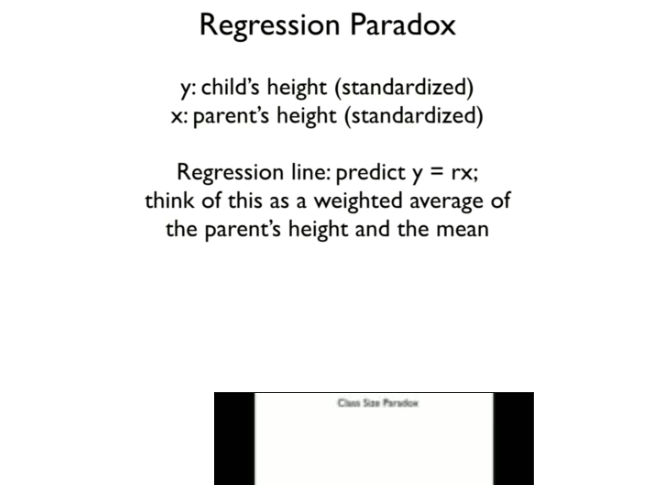 Regression Paradox
y: child's height (standardized)
x: parent's height (standardized)
Regression line: predict y = rx;
think of this as a weighted average of
the parent's height and the mean
Class Size Paradox